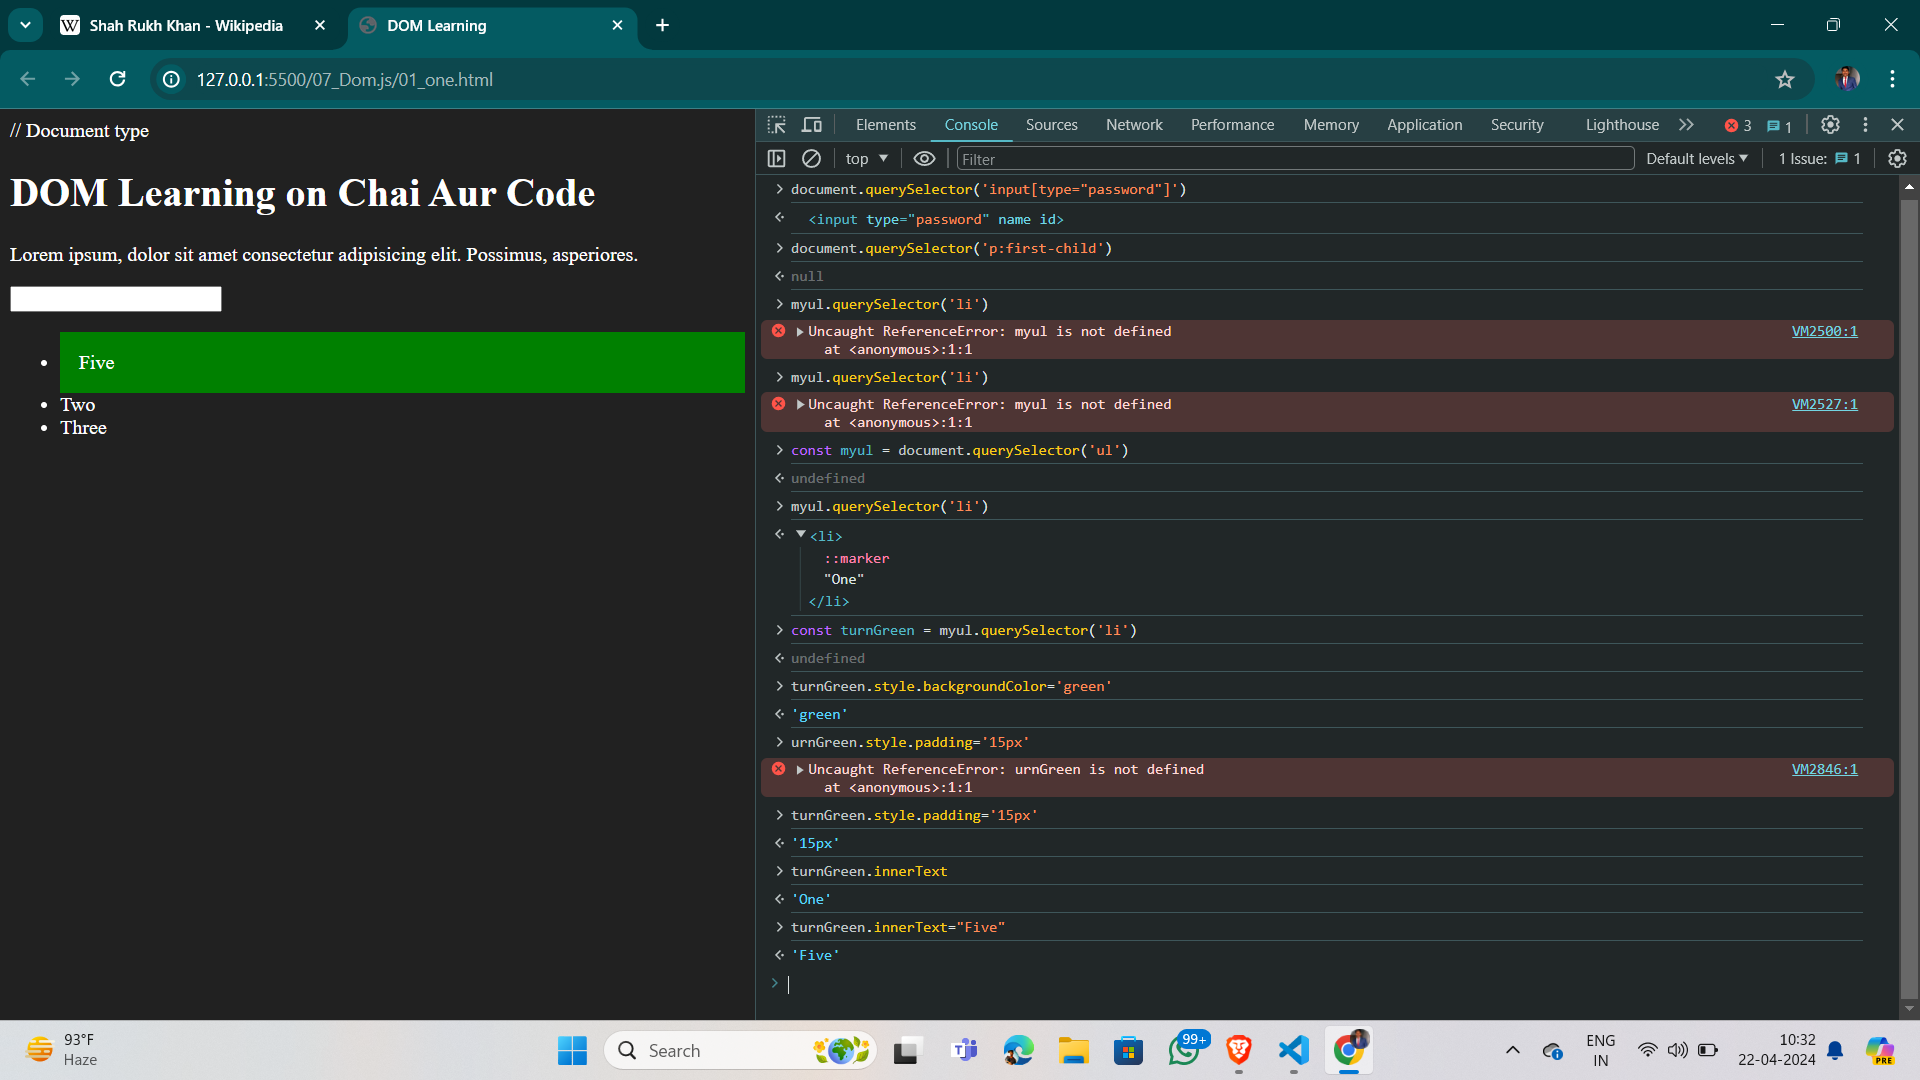 Shah Rukh Khan - Wikipedia
DOM Learning
127.0.0.1:5500/07_Dom.js/01_one.html
// Document type
DOM Learning on Chai Aur Code
Lorem ipsum, dolor sit amet consectetur adipisicing elit. Possimus, asperiores.
Five
Two
Three
Elements Console Sources Network Performance Memory Application Security Lighthouse 3 1
top Filter Default levels 1 Issue: 1
document.querySelector('input[type="password"]')
<input type="password" name id>
document.querySelector('p:first-child')
null
myul.querySelector('li')
Uncaught ReferenceError: myul is not defined VM2500:1
at <anonymous>:1:1
myul.querySelector('li')
Uncaught ReferenceError: myul is not defined VM2527:1
at <anonymous>:1:1
const myul = document.querySelector('ul')
undefined
myul.querySelector('li')
<li>
::marker
"One"
</li>
const turnGreen = myul.querySelector('li')
undefined
turnGreen.style.backgroundColor='green'
'green'
urnGreen.style.padding='15px'
Uncaught ReferenceError: urnGreen is not defined VM2846:1
at <anonymous>:1:1
turnGreen.style.padding='15px'
'15px'
turnGreen.innerText
'One'
turnGreen.innerText="Five"
'Five'
93°F
Haze
Search
99+
ENG
IN
10:32
22-04-2024
PRE